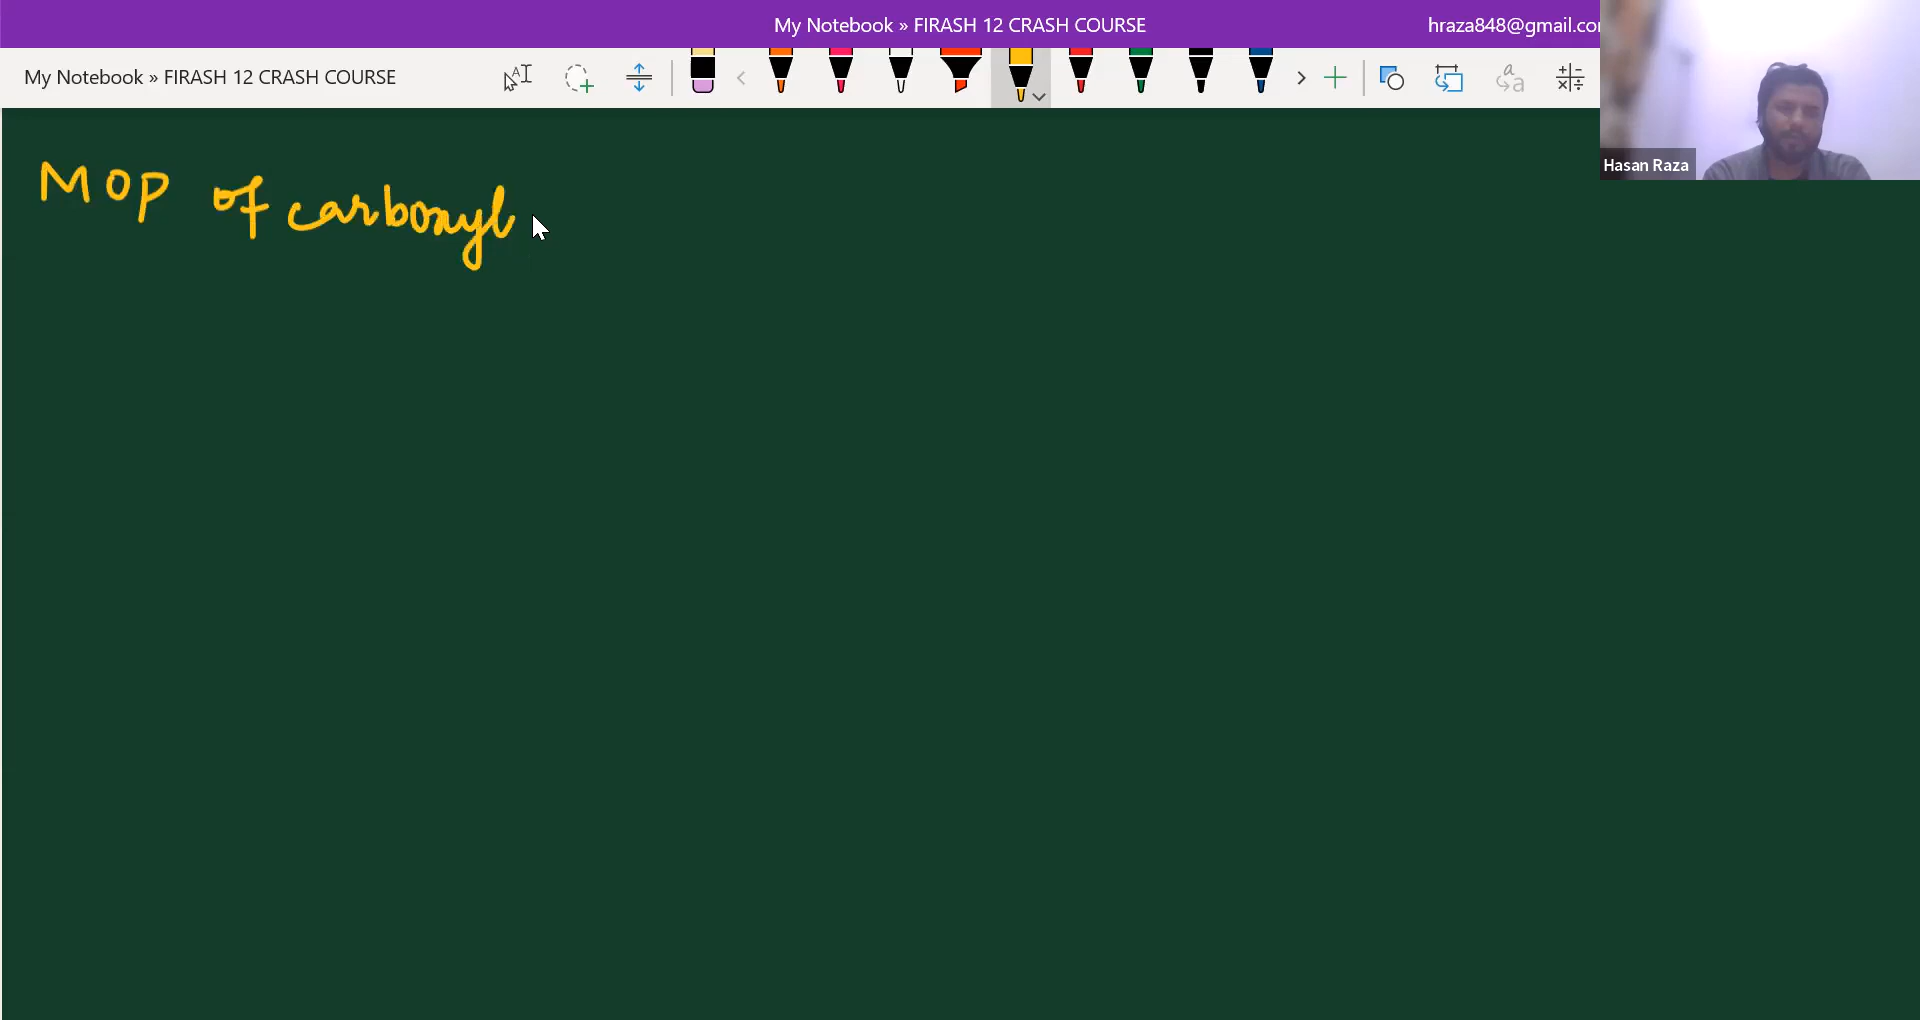 My Notebook » FIRASH 12 CRASH COURSE
hraza848@gmail.co
My Notebook » FIRASH 12 CRASH COURSE
Hasan Raza
MOP of carbonyl